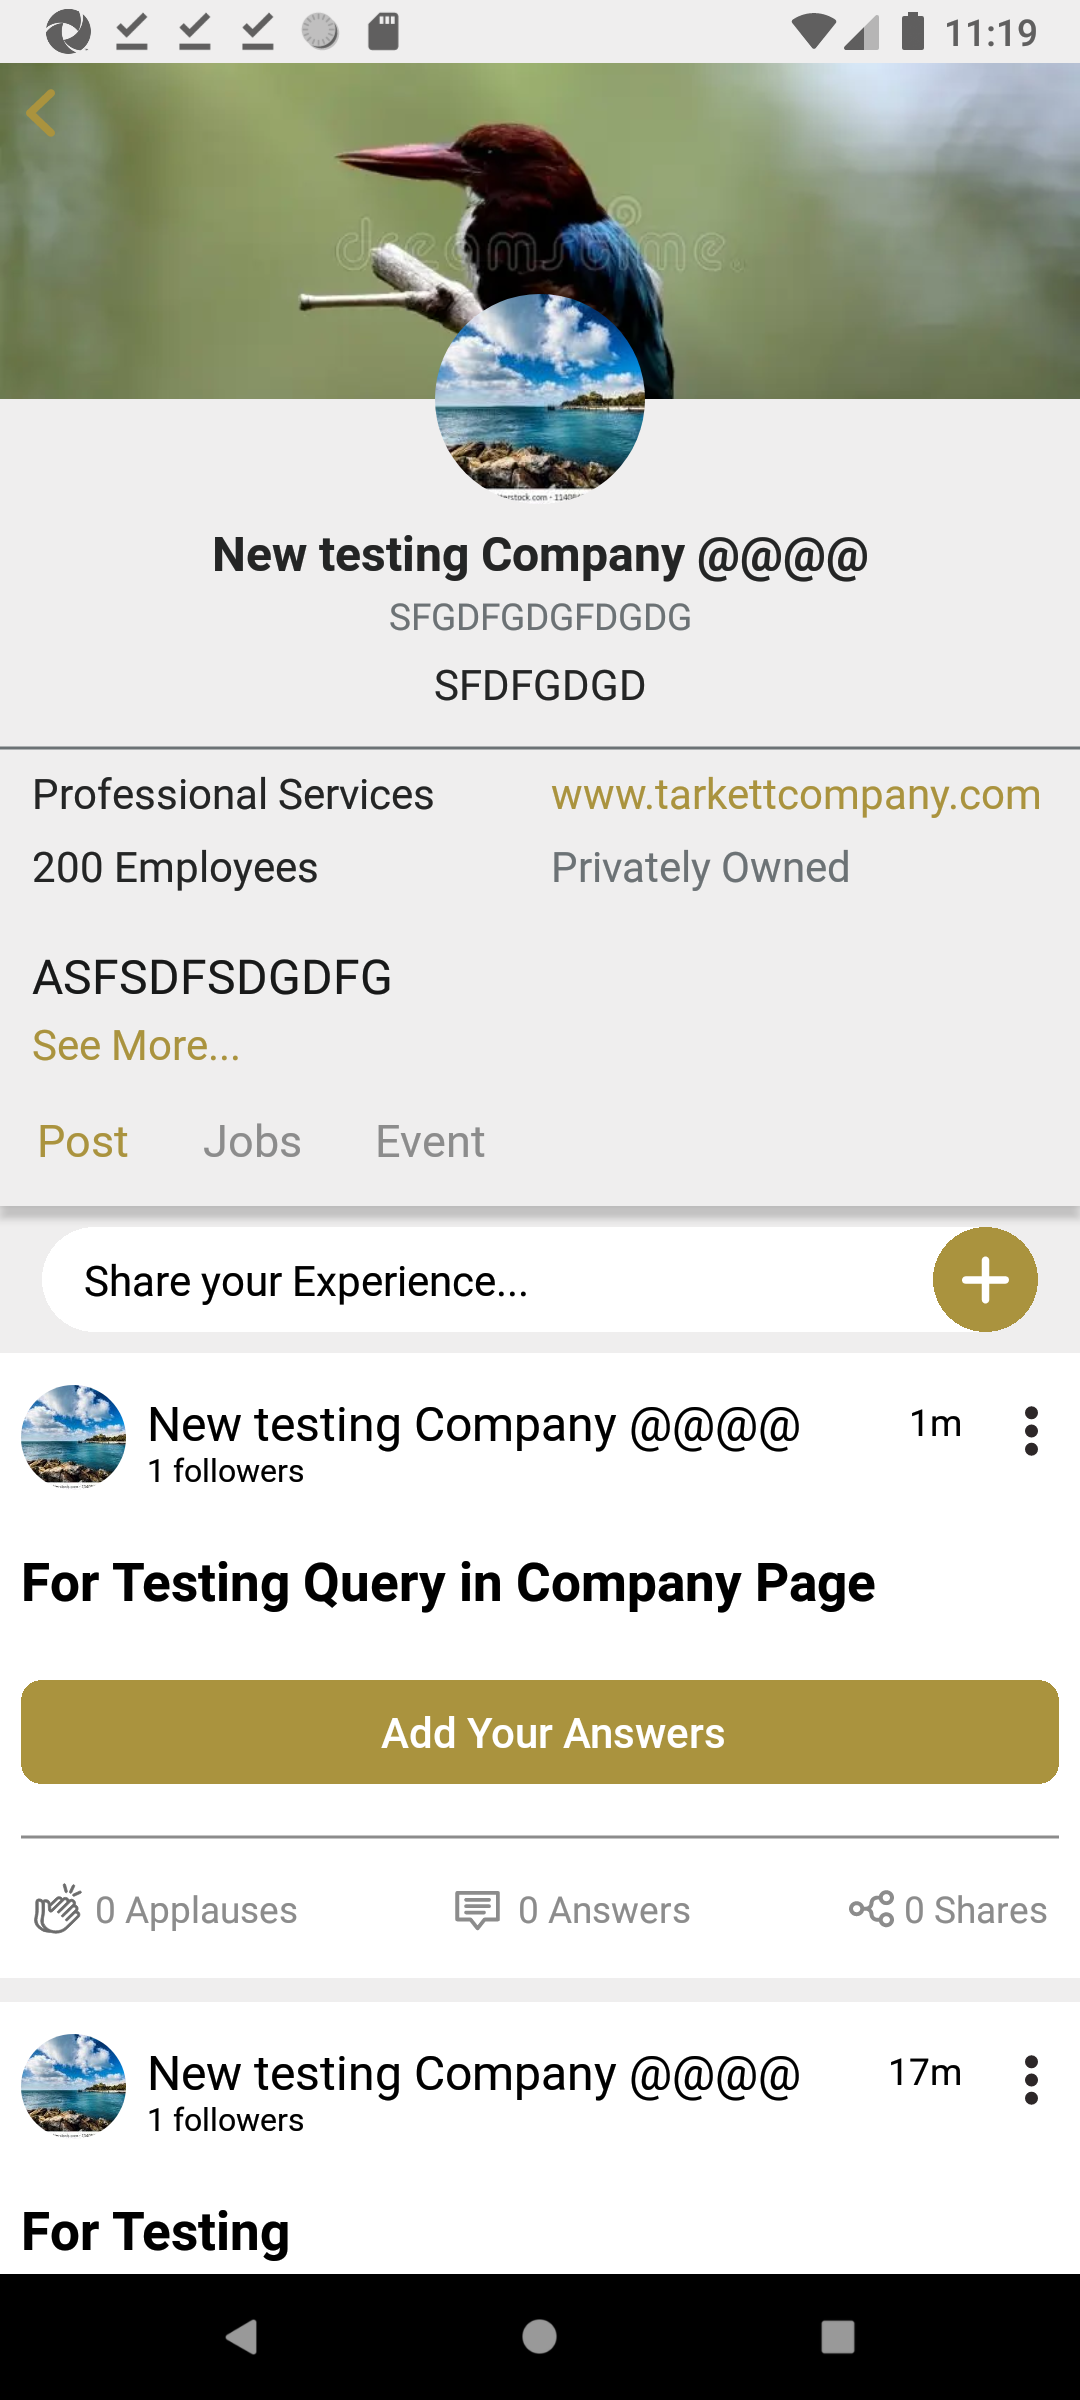 11:19
dreamstime.
New testing Company @@@@
SFGDFGDGFDGDG
SFDFGDGD
Professional Services
www.tarkettcompany.com
200 Employees
Privately Owned
ASFSDFSDGDFG
See More...
Post Jobs Event
Share your Experience...
New testing Company @@@@ 1m
1 followers
For Testing Query in Company Page
Add Your Answers
0 Applauses 0 Answers 0 Shares
New testing Company @@@@ 17m
1 followers
For Testing